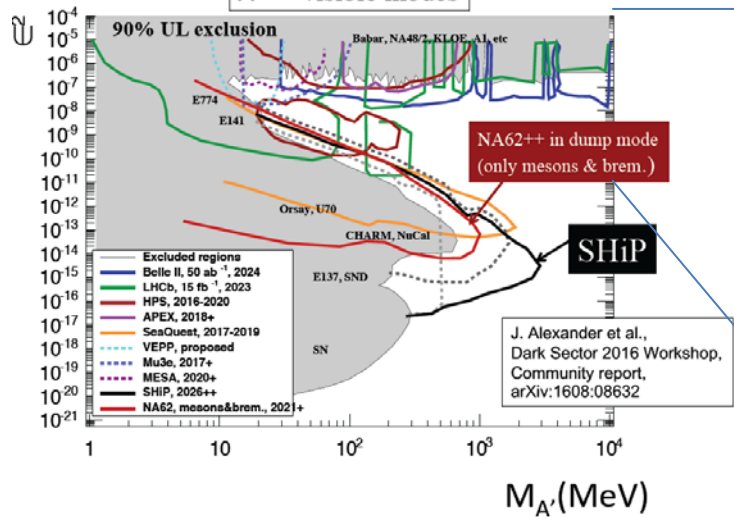 90% UL exclusion
Babar, NA48/2, KLOE, A1, etc
ϵ²
10-5
10-6
10-7
10-8
10-9
10-10
10-11
10-12
10-13
10-14
10-15
10-16
10-17
10-18
10-19
10-20
10-21
E774
E141
NA62++ in dump mode
(only mesons & brem.)
Orsay, U70
CHARM, NuCal
SHiP
E137, SND
SN
Excluded regions
Belle II, 50 ab -1, 2024
LHCb, 15 fb -1, 2023
HPS, 2016-2020
APEX, 2018+
SeaQuest, 2017-2019
VEPP, proposed
Mu3e, 2017+
MESA, 2020+
SHiP, 2026++
NA62, mesons&brem., 2021+
J. Alexander et al.,
Dark Sector 2016 Workshop,
Community report,
arXiv:1608:08632
1 10 10² 10³ 10⁴
MA'(MeV)